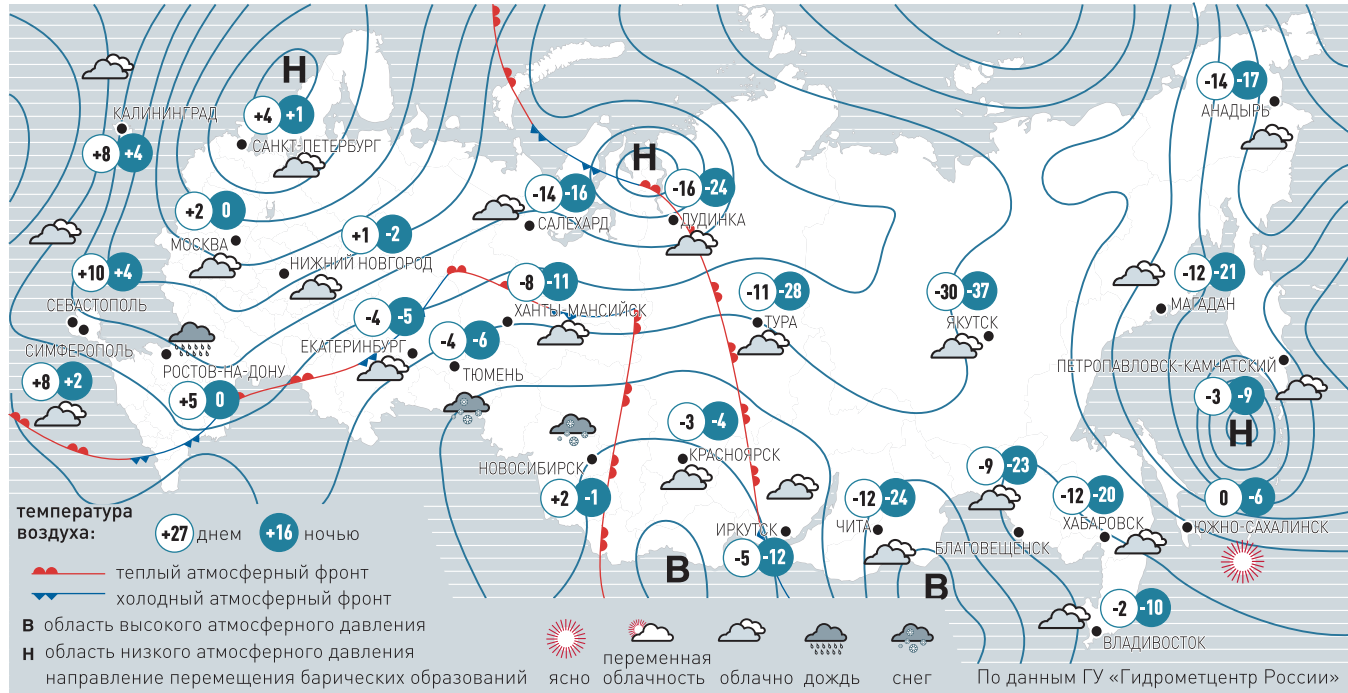 Н
-14 -17
АНАДЫРЬ
КАЛИНИНГРАД
+8 +4
+4 +1
САНКТ-ПЕТЕРБУРГ
Н
-14 -16
САЛЕХАРД
-16 -24
ДУДИНКА
+2 0
МОСКВА
+1 -2
НИЖНИЙ НОВГОРОД
+10 +4
СЕВАСТОПОЛЬ
-8 -11
ХАНТЫ-МАНСИЙСК
-11 -28
ТУРА
-30 -37
ЯКУТСК
-12 -21
МАГАДАН
СИМФЕРОПОЛЬ
+8 +2
РОСТОВ-НА-ДОНУ
+5 0
-4 -5
ЕКАТЕРИНБУРГ
-4 -6
ТЮМЕНЬ
ПЕТРОПАВЛОВСК-КАМЧАТСКИЙ
-3 -9
Н
НОВОСИБИРСК
+2 -1
-3 -4
КРАСНОЯРСК
ИРКУТСК
-5 -12
-12 -24
ЧИТА
-9 -23
БЛАГОВЕЩЕНСК
-12 -20
ХАБАРОВСК
0 -6
ЮЖНО-САХАЛИНСК
В
В
-2 -10
ВЛАДИВОСТОК
температура
воздуха:
+27 днем +16 ночью
теплый атмосферный фронт
холодный атмосферный фронт
В область высокого атмосферного давления
Н область низкого атмосферного давления
направление перемещения барических образований
ясно
переменная
облачность
облачно
дождь
снег
По данным ГУ «Гидрометцентр России»